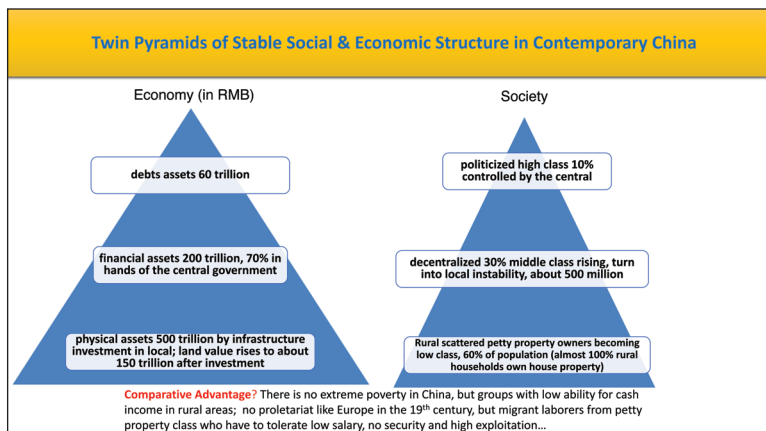 Twin Pyramids of Stable Social & Economic Structure in Contemporary China
Economy (in RMB)
debts assets 60 trillion
financial assets 200 trillion, 70% in
hands of the central government
physical assets 500 trillion by infrastructure
investment in local; land value rises to about
150 trillion after investment
Society
politicized high class 10%
controlled by the central
decentralized 30% middle class rising, turn
into local instability, about 500 million
Rural scattered petty property owners becoming
low class, 60% of population (almost 100% rural
households own house property)
Comparative Advantage? There is no extreme poverty in China, but groups with low ability for cash
income in rural areas; no proletariat like Europe in the 19th century, but migrant laborers from petty
property class who have to tolerate low salary, no security and high exploitation...